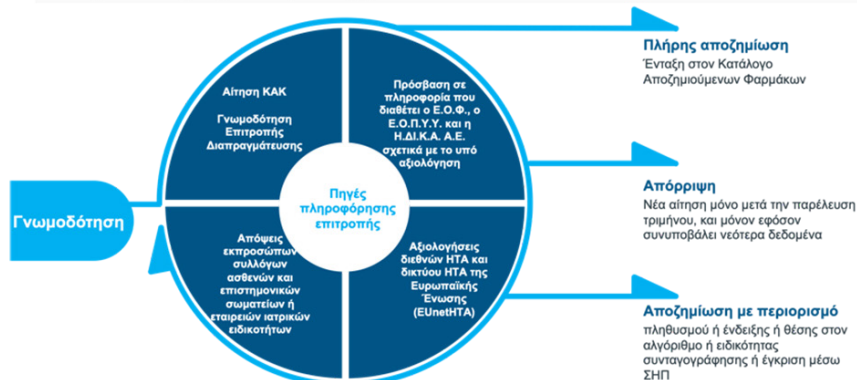 Γνωμοδότηση
Αίτηση ΚΑΚ
Γνωμοδότηση
Επιτροπής
Διαπραγμάτευσης
Πρόσβαση σε
πληροφορία που
διαθέτει ο Ε.Ο.Φ., ο
Ε.Ο.Π.Υ.Υ. και η
Η.ΔΙ.Κ.Α. Α.Ε.
σχετικά με το υπό
αξιολόγηση
Πηγές
πληροφόρησης
επιτροπής
Απόψεις
εκπροσώπων
συλλόγων
ασθενών και
επιστημονικών
σωματείων ή
εταιρειών ιατρικών
ειδικοτήτων
Αξιολογήσεις
διεθνών ΗΤΑ και
δικτύου ΗΤΑ της
Ευρωπαϊκής
Ένωσης
(EUnetHTA)
Πλήρης αποζημίωση
Ένταξη στον Κατάλογο
Αποζημιούμενων Φαρμάκων
Απόρριψη
Νέα αίτηση μόνο μετά την παρέλευση
τριμήνου, και μόνον εφόσον
συνυποβάλει νεότερα δεδομένα
Αποζημίωση με περιορισμό
πληθυσμού ή ένδειξης ή θέσης στον
αλγόριθμο ή ειδικότητας
συνταγογράφησης ή έγκριση μέσω
ΣΗΠ